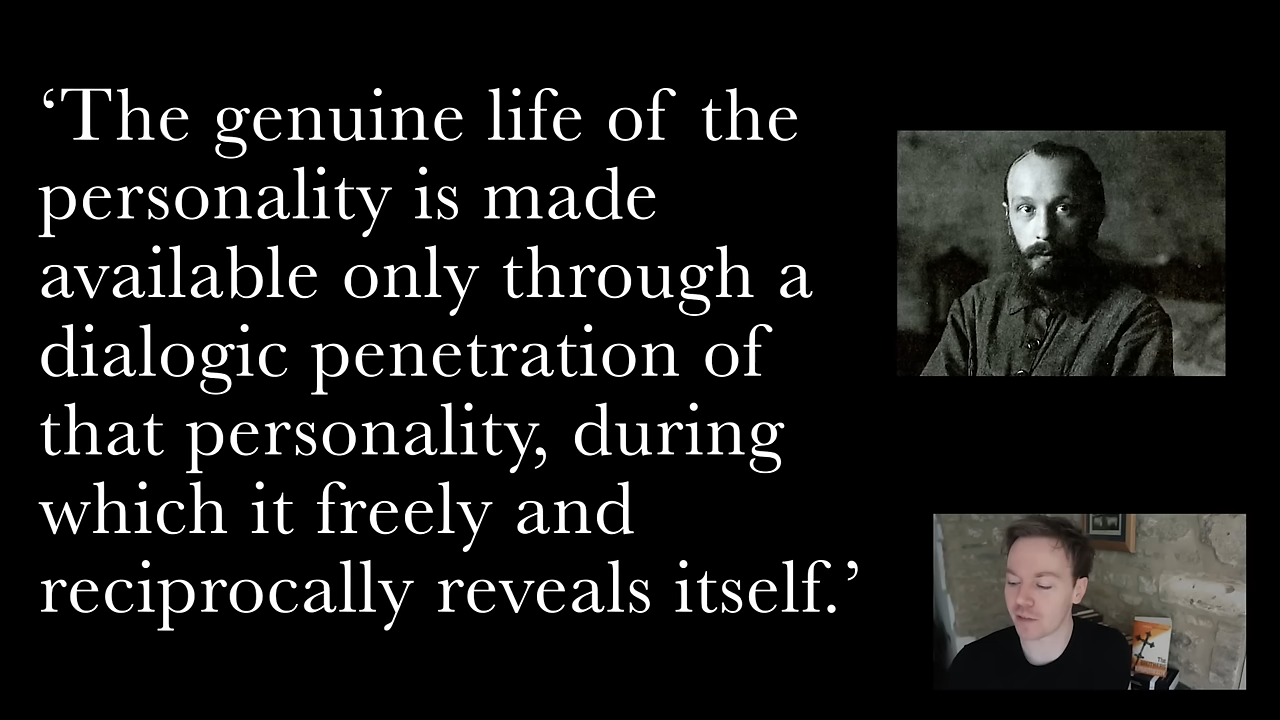 ‘The genuine life of the
personality is made
available only through a
dialogic penetration of
that personality, during
which it freely and
reciprocally reveals itself.’
The